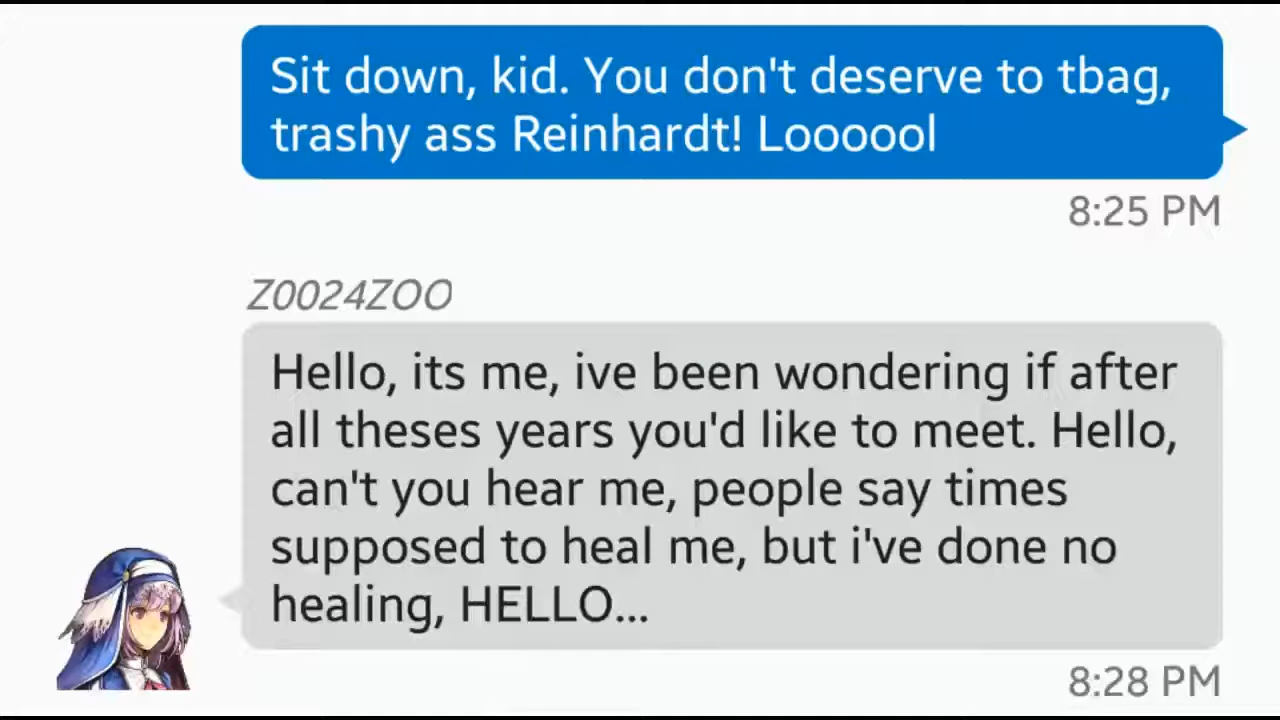 Sit down, kid. You don't deserve to tbag,
trashy ass Reinhardt! Loooool
8:25 PM
Z0024ZOO
Hello, its me, ive been wondering if after
all theses years you'd like to meet. Hello,
can't you hear me, people say times
supposed to heal me, but i've done no
healing, HELLO...
8:28 PM